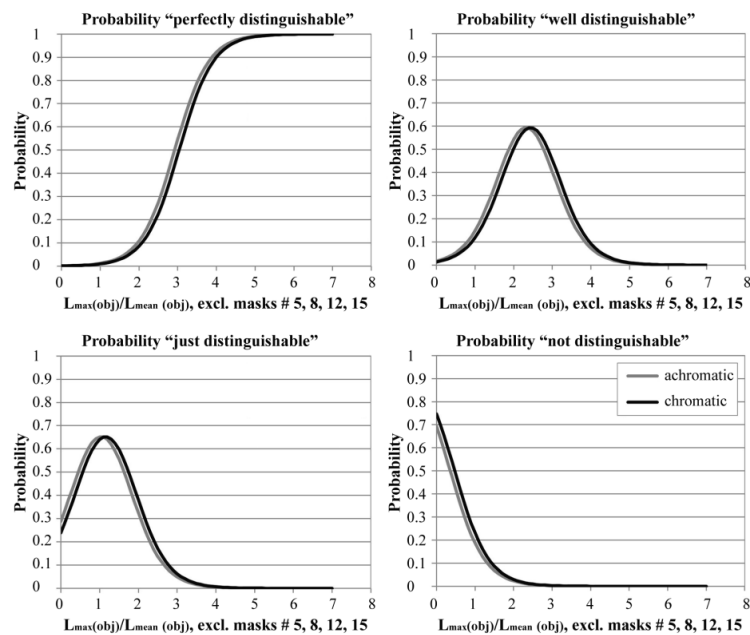 Probability “perfectly distinguishable”
Probability
1
0.9
0.8
0.7
0.6
0.5
0.4
0.3
0.2
0.1
0
0 1 2 3 4 5 6 7 8
Lmax(obj)/Lmean (obj), excl. masks # 5, 8, 12, 15
Probability “well distinguishable”
Probability
1
0.9
0.8
0.7
0.6
0.5
0.4
0.3
0.2
0.1
0
0 1 2 3 4 5 6 7 8
Lmax(obj)/Lmean (obj), excl. masks # 5, 8, 12, 15
Probability “just distinguishable”
Probability
1
0.9
0.8
0.7
0.6
0.5
0.4
0.3
0.2
0.1
0
0 1 2 3 4 5 6 7 8
Lmax(obj)/Lmean (obj), excl. masks # 5, 8, 12, 15
Probability “not distinguishable”
Probability
1
0.9
0.8
0.7
0.6
0.5
0.4
0.3
0.2
0.1
0
achromatic
chromatic
0 1 2 3 4 5 6 7 8
Lmax(obj)/Lmean (obj), excl. masks # 5, 8, 12, 15